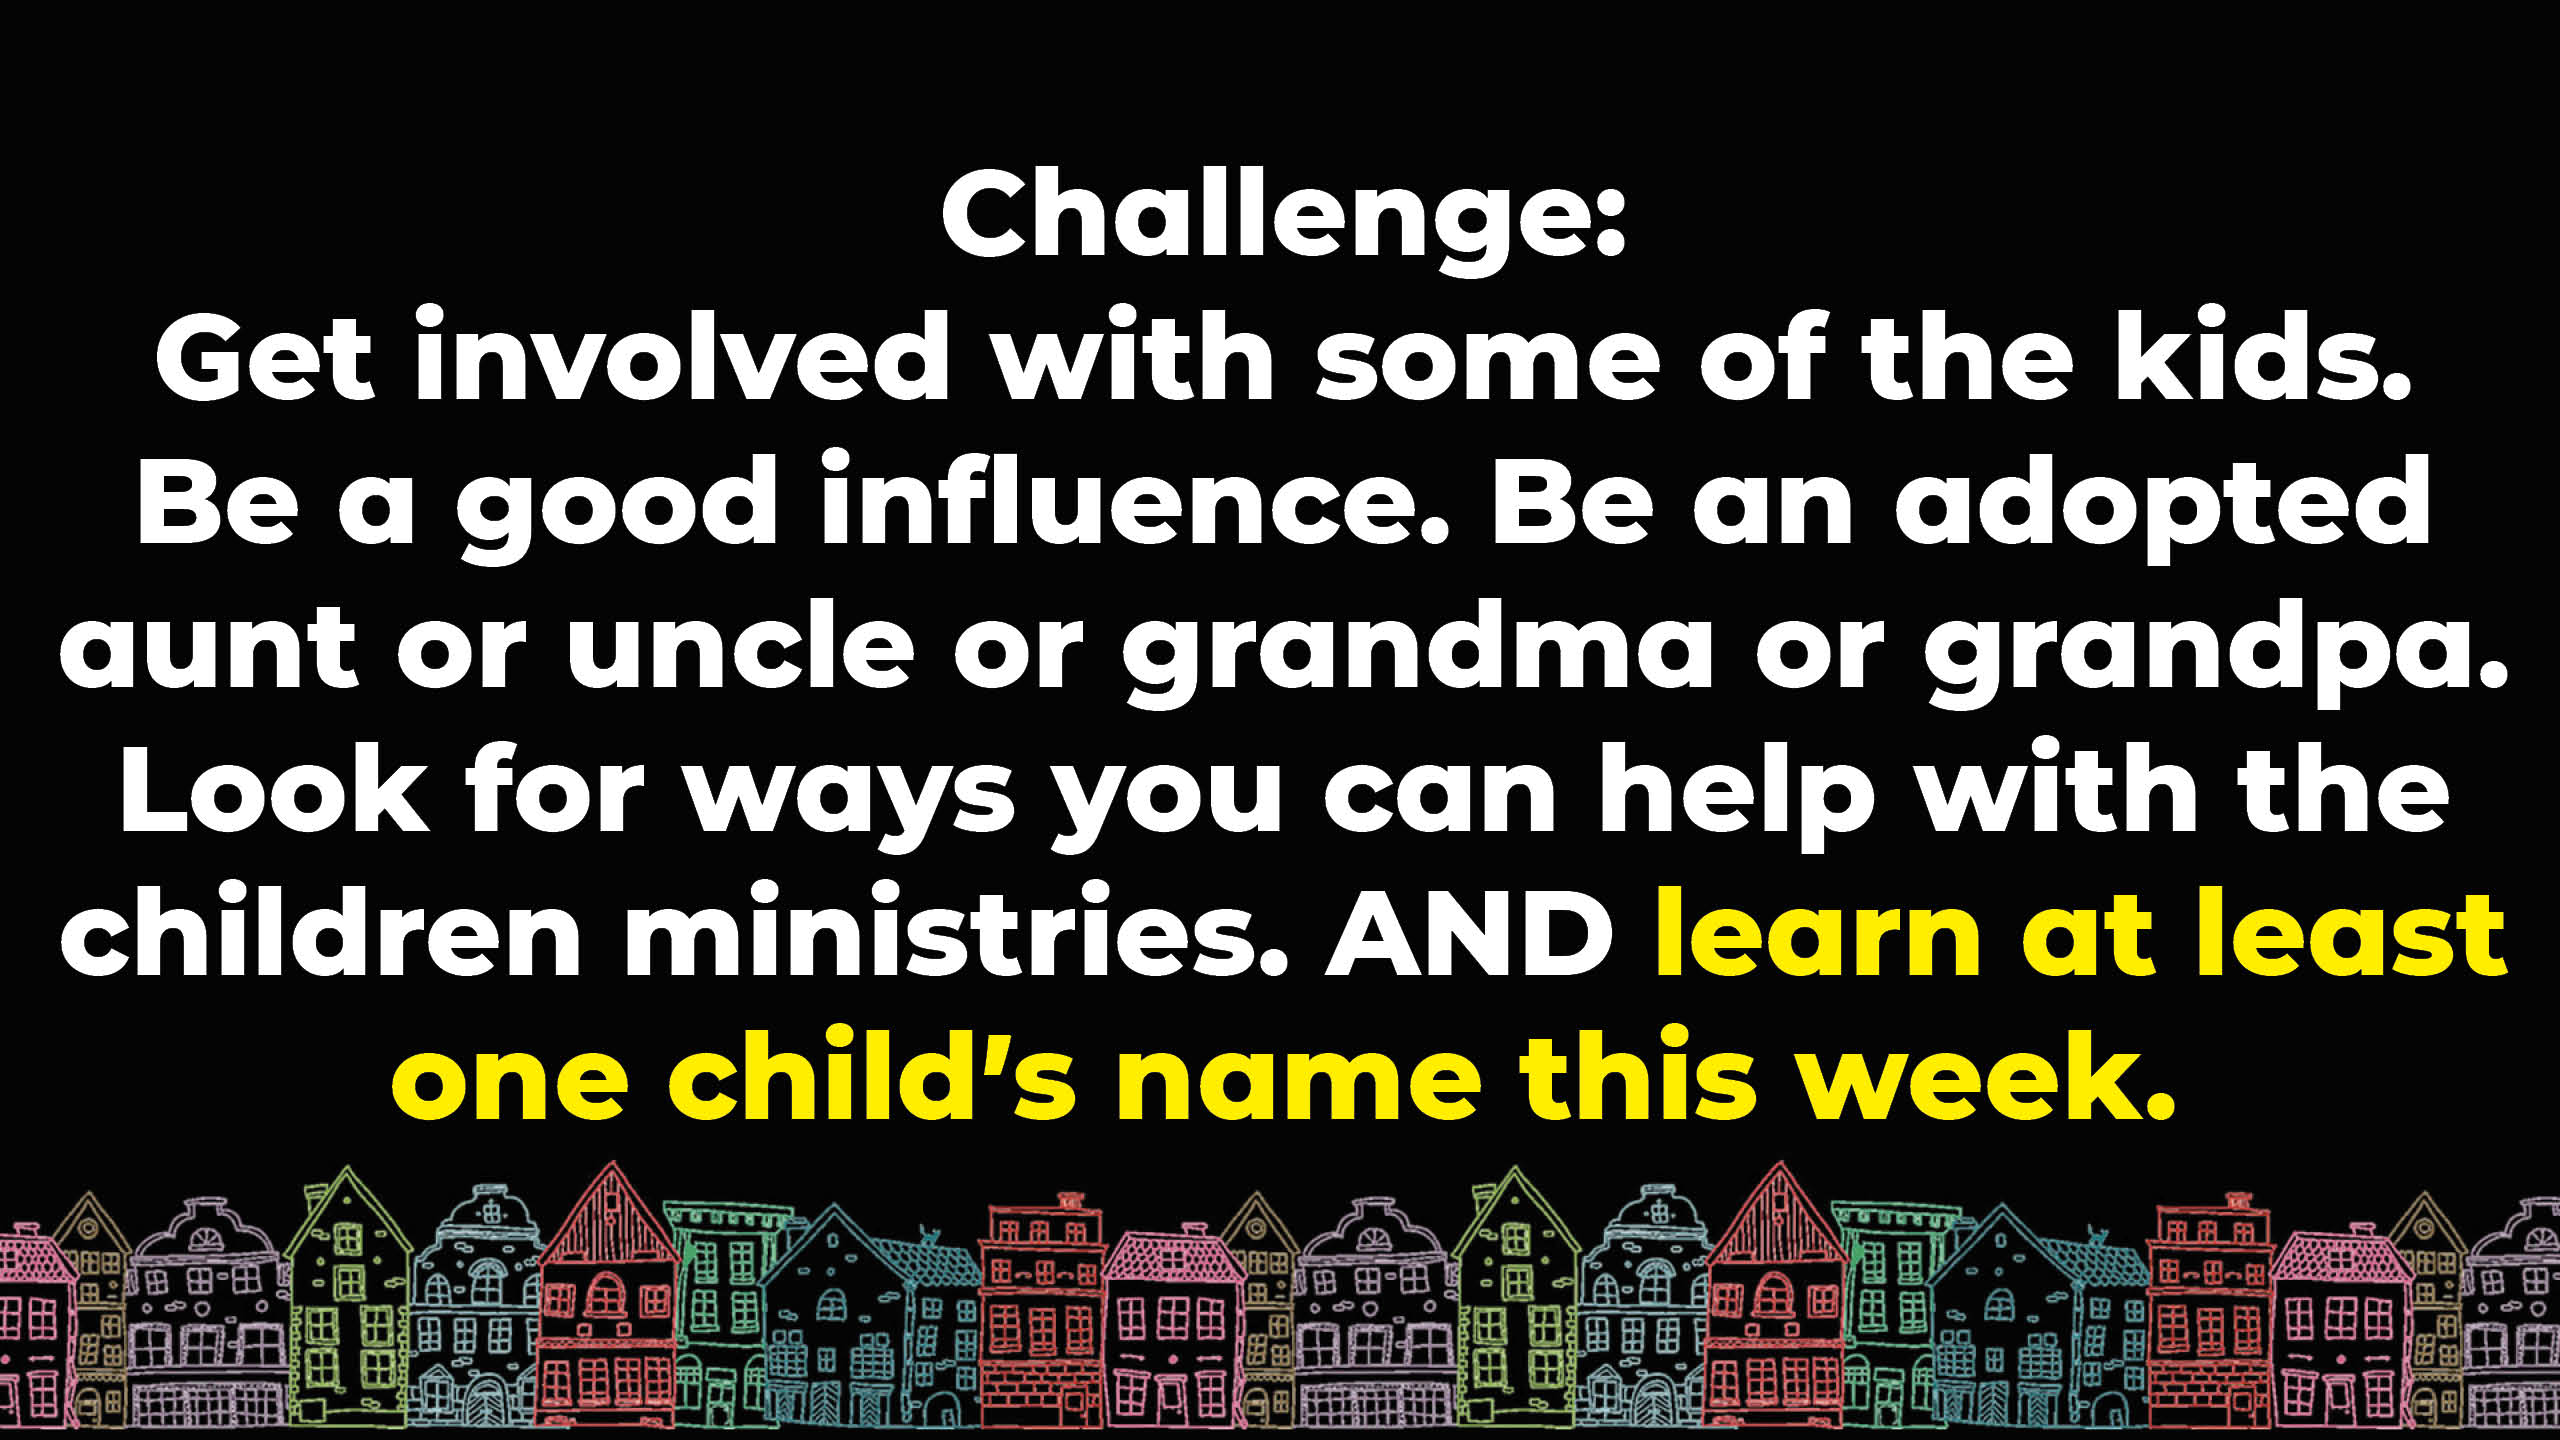 Challenge:
Get involved with some of the kids.
Be a good influence. Be an adopted
aunt or uncle or grandma or grandpa.
Look for ways you can help with the
children ministries. AND learn at least
one child’s name this week.